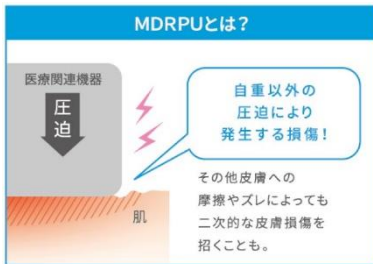 MDRPUとは？
医療関連機器
圧迫
自重以外の
圧迫により
発生する損傷！
肌
その他皮膚への
摩擦やズレによっても
二次的な皮膚損傷を
招くことも。